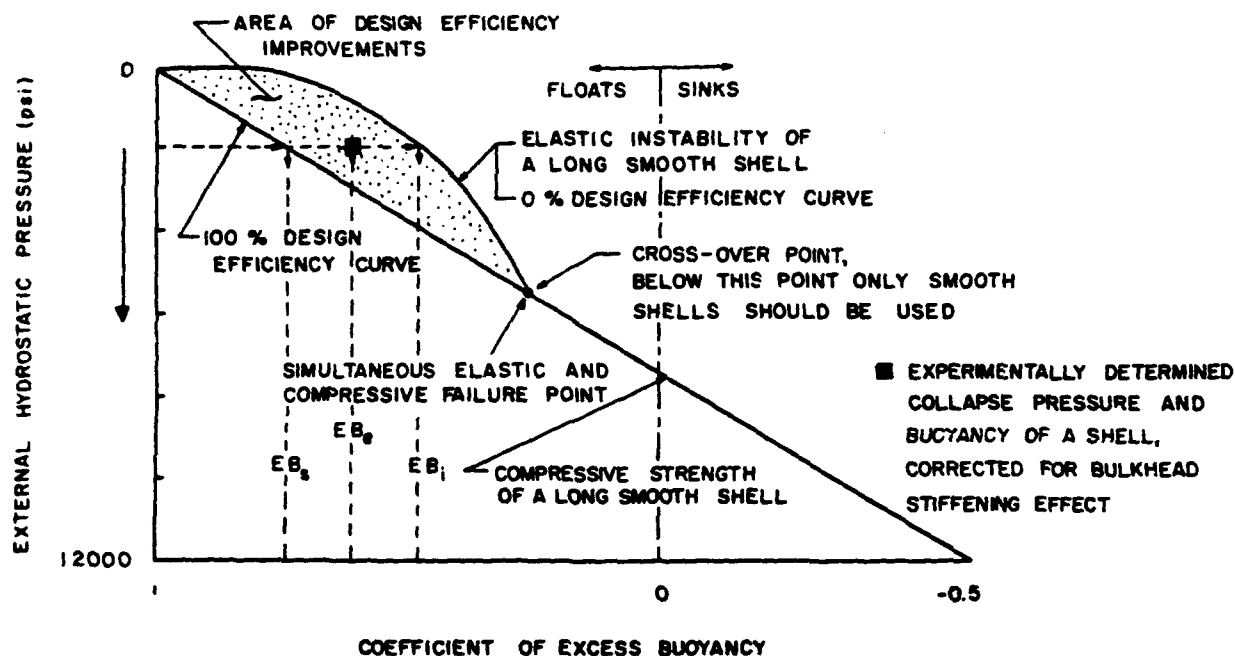 AREA OF DESIGN EFFICIENCY
IMPROVEMENTS
0
FLOATS
SINKS
EXTERNAL HYDROSTATIC PRESSURE (psi)
ELASTIC INSTABILITY OF
A LONG SMOOTH SHELL
0 % DESIGN EFFICIENCY CURVE
100 % DESIGN
EFFICIENCY CURVE
CROSS-OVER POINT,
BELOW THIS POINT ONLY SMOOTH
SHELLS SHOULD BE USED
SIMULTANEOUS ELASTIC AND
COMPRESSIVE FAILURE POINT
EXPERIMENTALLY DETERMINED
COLLAPSE PRESSURE AND
BUOYANCY OF A SHELL,
CORRECTED FOR BULKHEAD
STIFFENING EFFECT
EBe
EBs
EBi
COMPRESSIVE STRENGTH
OF A LONG SMOOTH SHELL
12000
1
0
-0.5
COEFFICIENT OF EXCESS BUOYANCY